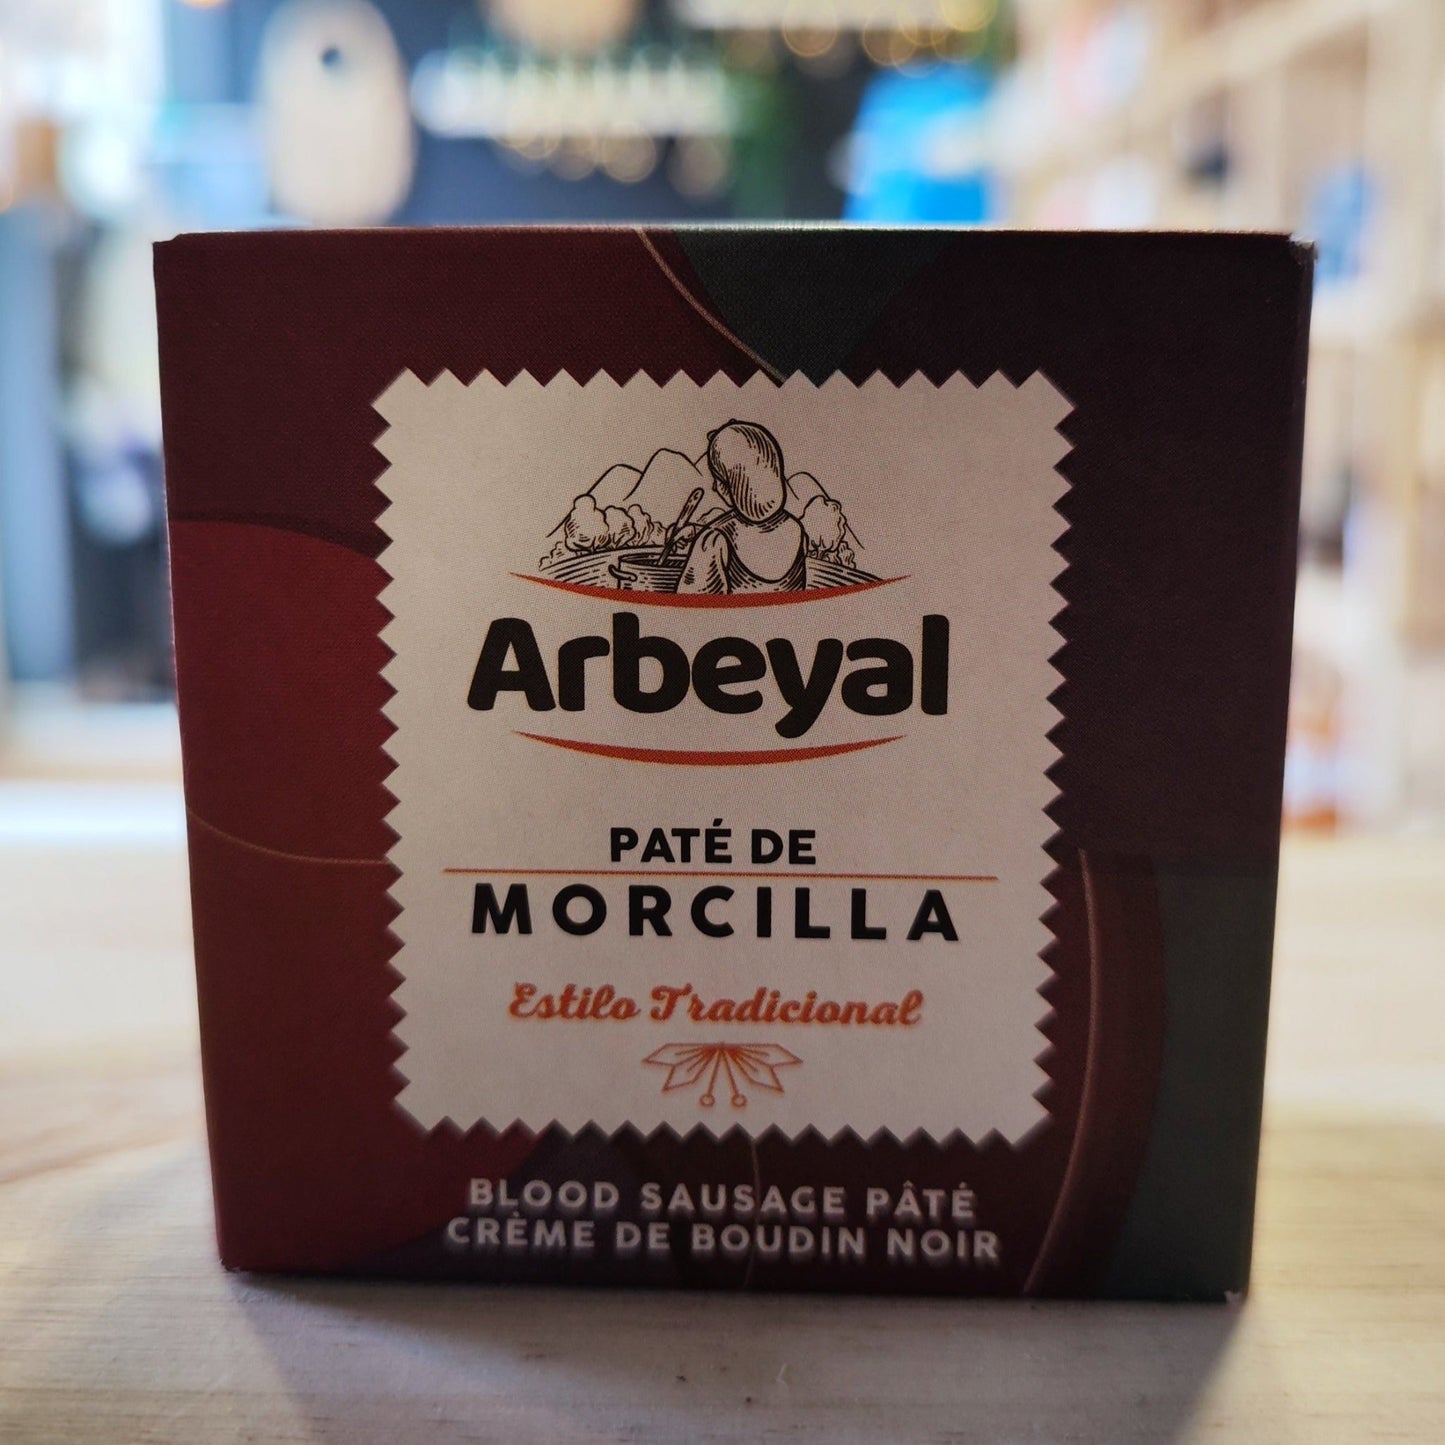 Arbeyal
PATÉ DE
MORCILLA
Estilo Tradicional
BLOOD SAUSAGE PÂTÉ
CRÈME DE BOUDIN NOIR